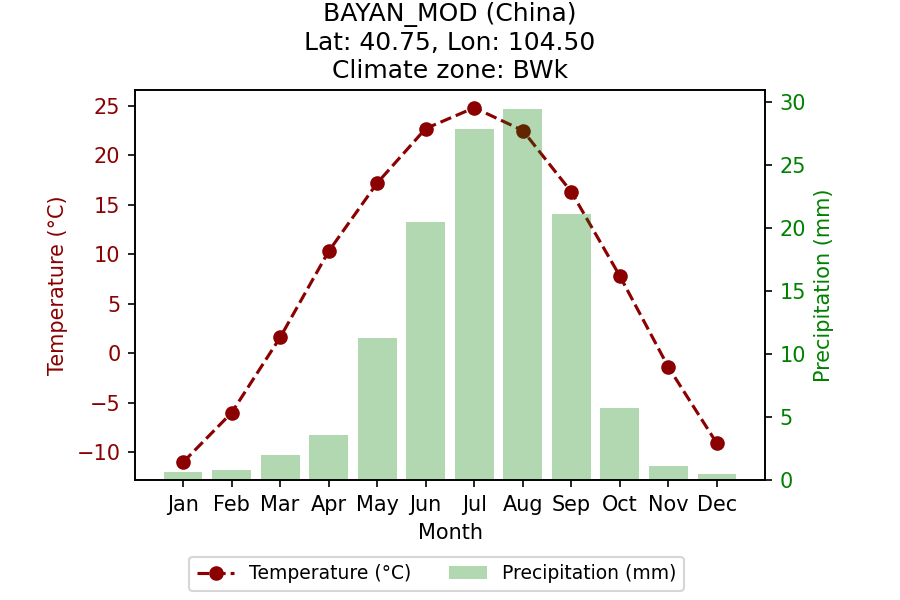 BAYAN_MOD (China)
Lat: 40.75, Lon: 104.50
Climate zone: BWk
25
20
15
10
5
0
−5
−10
Temperature (°C)
30
25
20
15
10
5
0
Precipitation (mm)
Jan Feb Mar Apr May Jun Jul Aug Sep Oct Nov Dec
Month
Temperature (°C) Precipitation (mm)